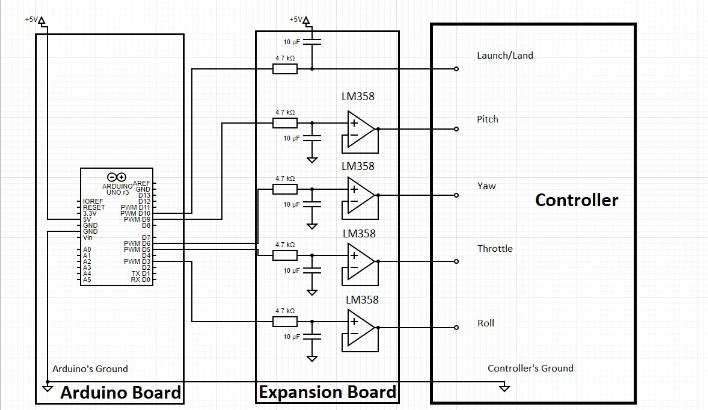 +5V
+5V
10 µF
4.7 kΩ
Launch/Land
LM358
4.7 kΩ
Pitch
10 µF
LM358
ARDUINO
UNO r3
AREF
GND
D13
D12
PWM D11
PWM D10
PWM D9
D8
D7
PWM D6
PWM D5
D4
PWM D3
D2
TX D1
RX D0
IOREF
RESET
3.3V
5V
GND
GND
Vin
A0
A1
A2
A3
A4
A5
4.7 kΩ
Yaw
10 µF
Controller
LM358
4.7 kΩ
Throttle
10 µF
LM358
4.7 kΩ
Roll
10 µF
Arduino's Ground
Controller's Ground
Arduino Board
Expansion Board